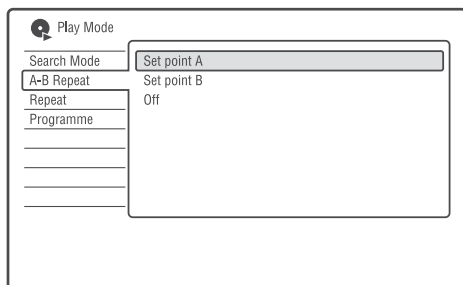 Play Mode
Search Mode
A-B Repeat
Repeat
Programme
Set point A
Set point B
Off